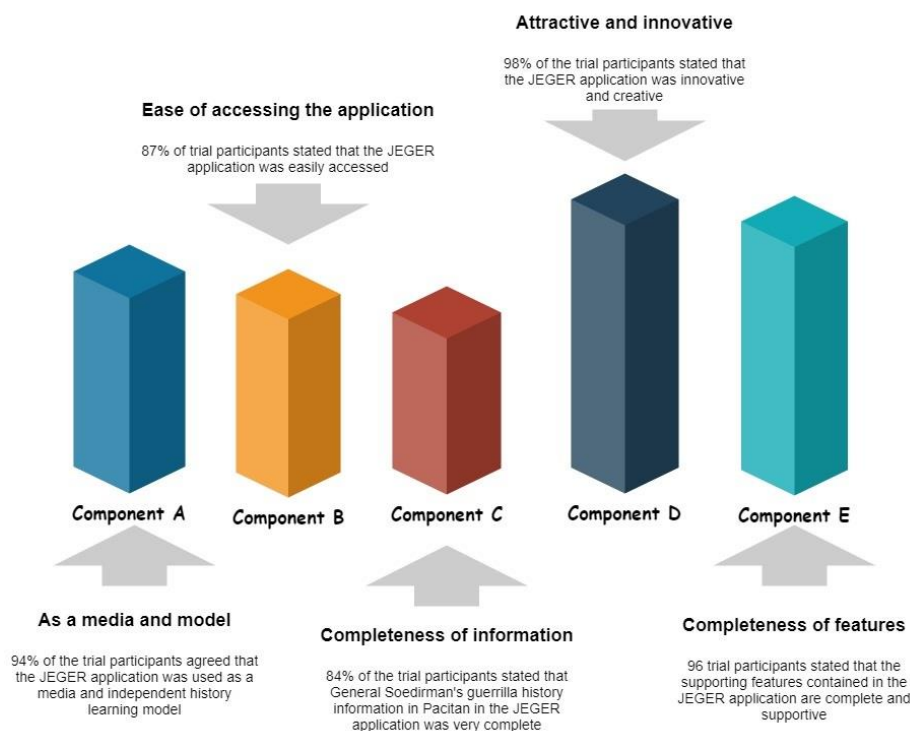 Attractive and innovative
98% of the trial participants stated that
the JEGER application was innovative
and creative
Ease of accessing the application
87% of trial participants stated that the JEGER
application was easily accessed
Component A
Component B
Component C
Component D
Component E
As a media and model
94% of the trial participants agreed that
the JEGER application was used as a
media and independent history
learning model
Completeness of information
84% of the trial participants stated that
General Soedirman's guerrilla history
information in Pacitan in the JEGER
application was very complete
Completeness of features
96 trial participants stated that the
supporting features contained in the
JEGER application are complete and
supportive